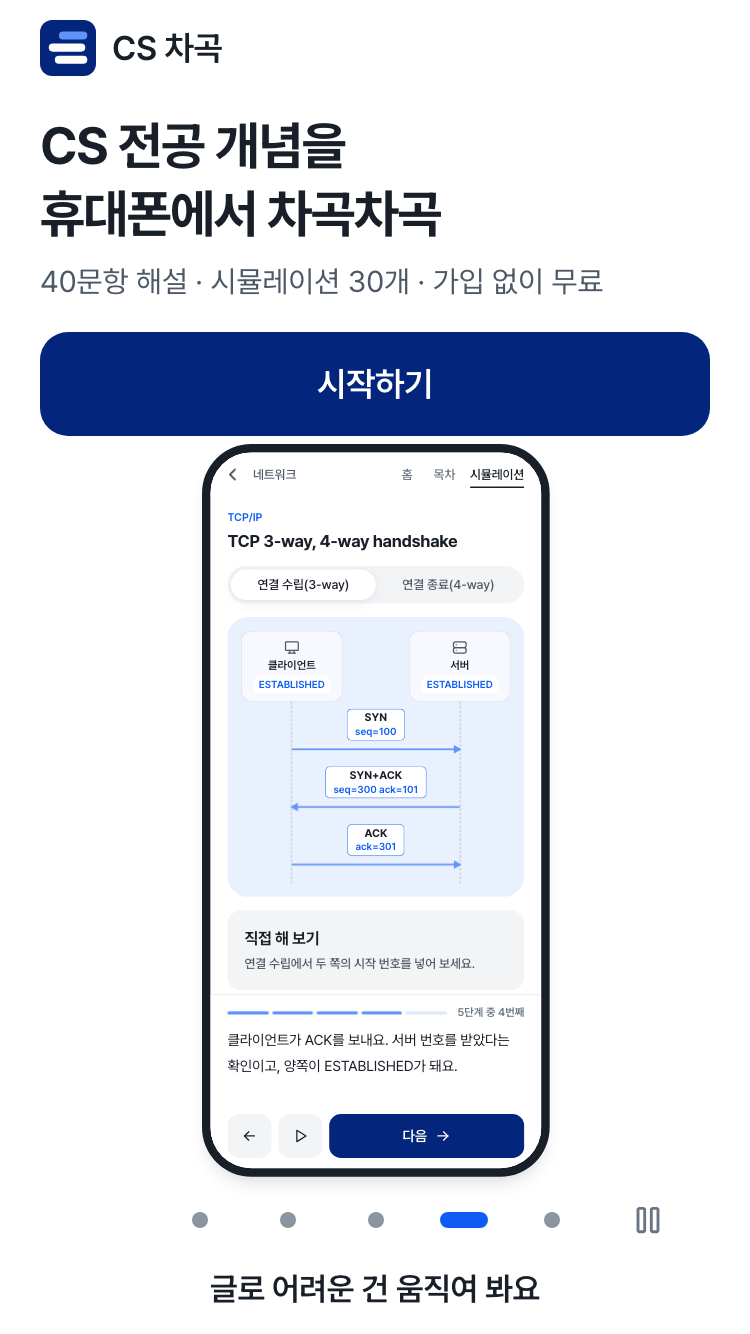 CS 차곡
CS 전공 개념을
휴대폰에서 차곡차곡
40문항 해설 · 시뮬레이션 30개 · 가입 없이 무료
시작하기
네트워크
홈
목차
시뮬레이션
TCP/IP
TCP 3-way, 4-way handshake
연결 수립(3-way)
연결 종료(4-way)
클라이언트
ESTABLISHED
서버
ESTABLISHED
SYN
seq=100
SYN+ACK
seq=300 ack=101
ACK
ack=301
직접 해 보기
연결 수립에서 두 쪽의 시작 번호를 넣어 보세요.
5단계 중 4번째
클라이언트가 ACK를 보내요. 서버 번호를 받았다는
확인이고, 양쪽이 ESTABLISHED가 돼요.
다음
글로 어려운 건 움직여 봐요